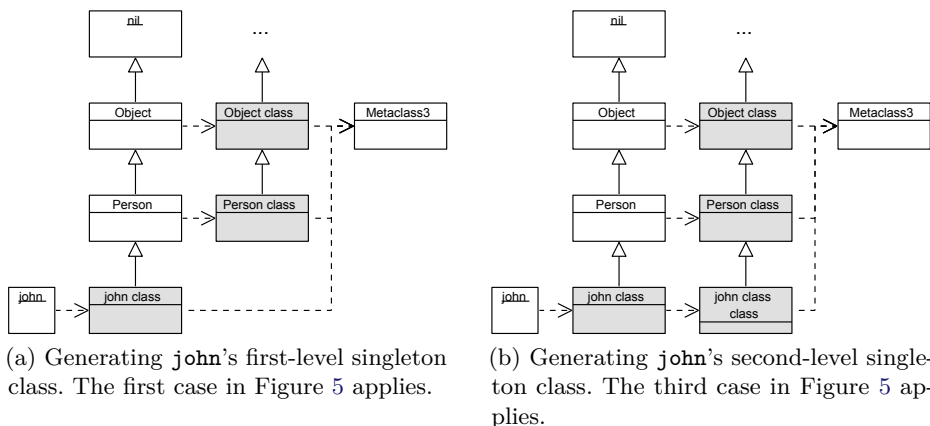 nil
...
Object
Object class
Metaclass3
Person
Person class
john
john class
(a) Generating john's first-level singleton
class. The first case in Figure 5 applies.
nil
...
Object
Object class
Metaclass3
Person
Person class
john
john class
john class
class
(b) Generating john's second-level single-
ton class. The third case in Figure 5 ap-
plies.